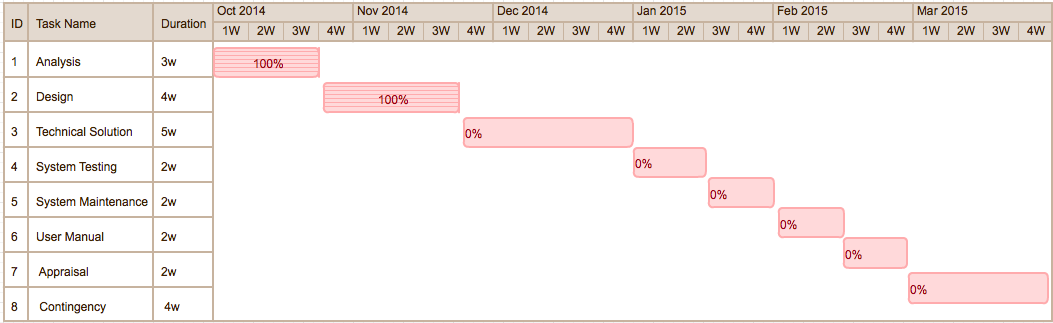 ID Task Name Duration Oct 2014 Nov 2014 Dec 2014 Jan 2015 Feb 2015 Mar 2015
1W 2W 3W 4W 1W 2W 3W 4W 1W 2W 3W 4W 1W 2W 3W 4W 1W 2W 3W 4W 1W 2W 3W 4W
1 Analysis 3w 100%
2 Design 4w 100%
3 Technical Solution 5w 0%
4 System Testing 2w 0%
5 System Maintenance 2w 0%
6 User Manual 2w 0%
7 Appraisal 2w 0%
8 Contingency 4w 0%